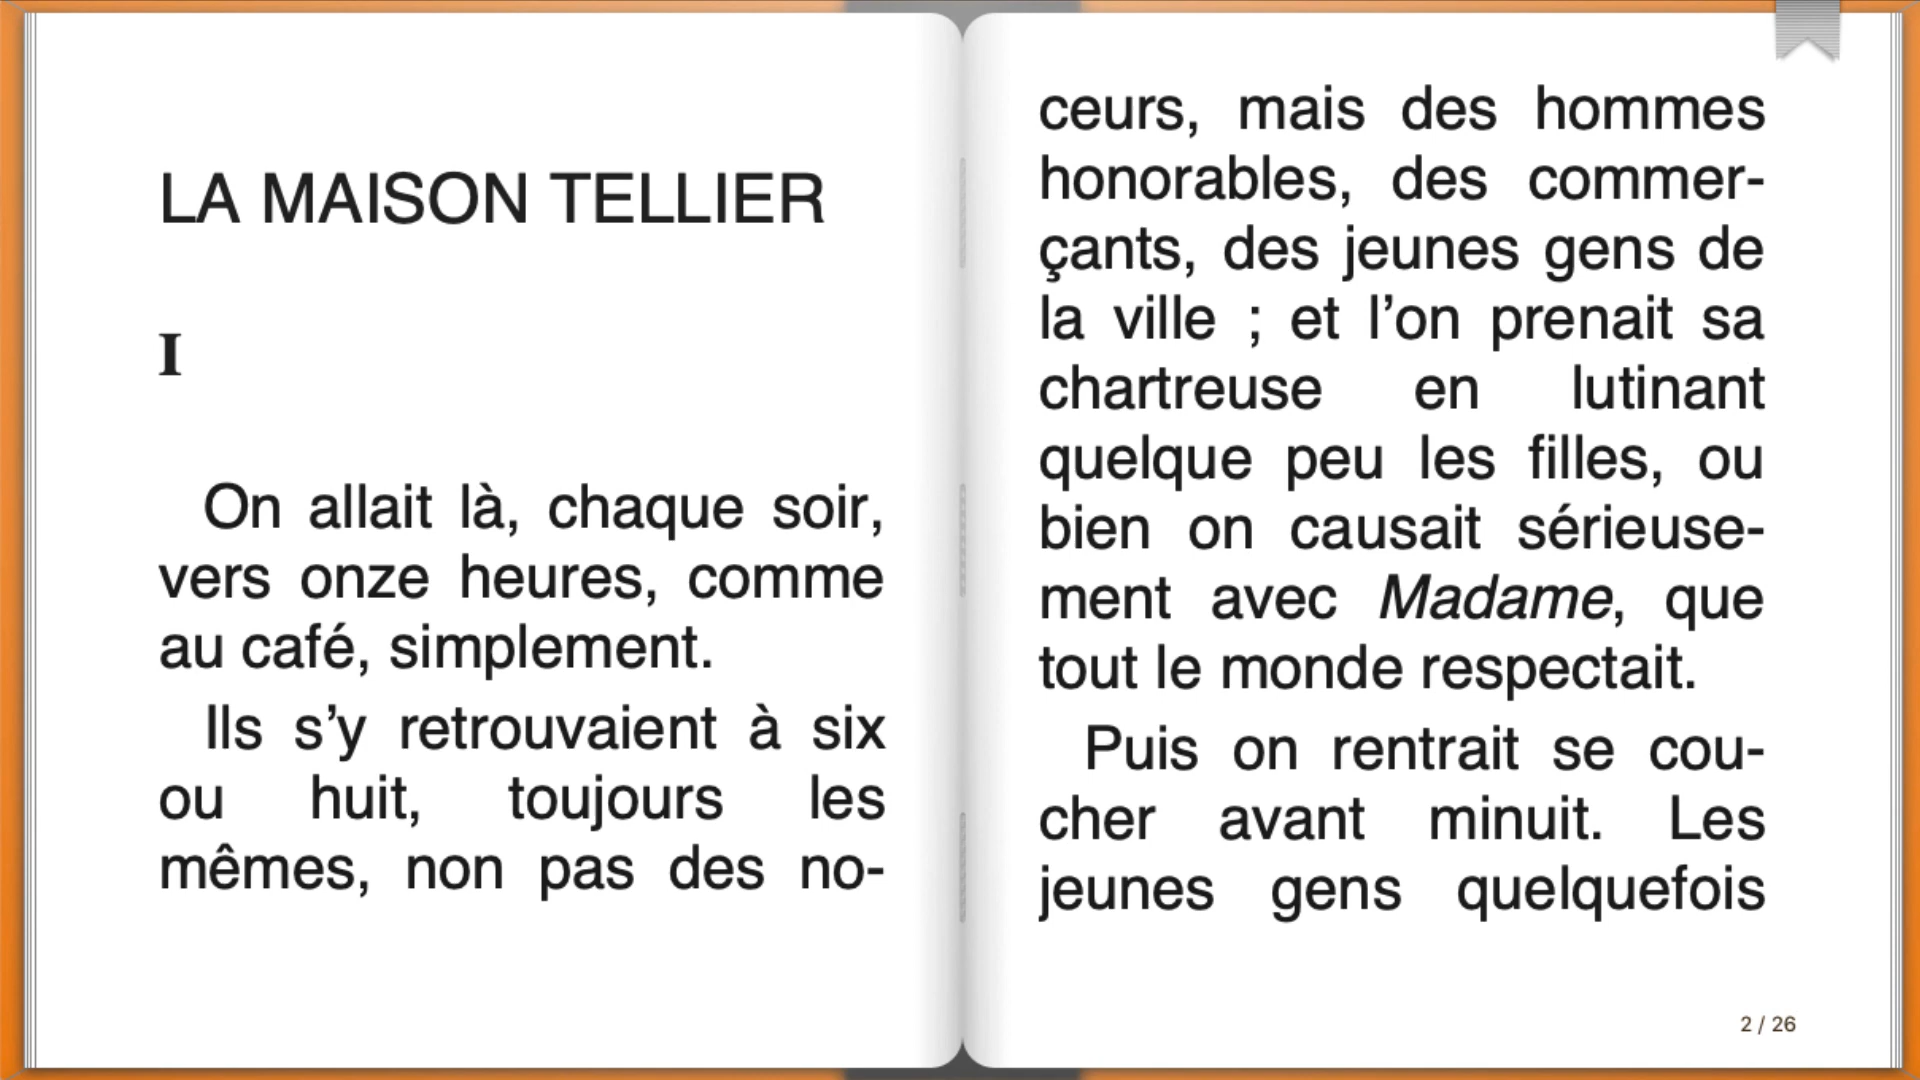 LA MAISON TELLIER
I
On allait là, chaque soir,
vers onze heures, comme
au café, simplement.
Ils s’y retrouvaient à six
ou huit, toujours les
mêmes, non pas des no-
ceurs, mais des hommes
honorables, des commer-
çants, des jeunes gens de
la ville ; et l’on prenait sa
chartreuse en lutinant
quelque peu les filles, ou
bien on causait sérieuse-
ment avec Madame, que
tout le monde respectait.
Puis on rentrait se cou-
cher avant minuit. Les
jeunes gens quelquefois
2 / 26